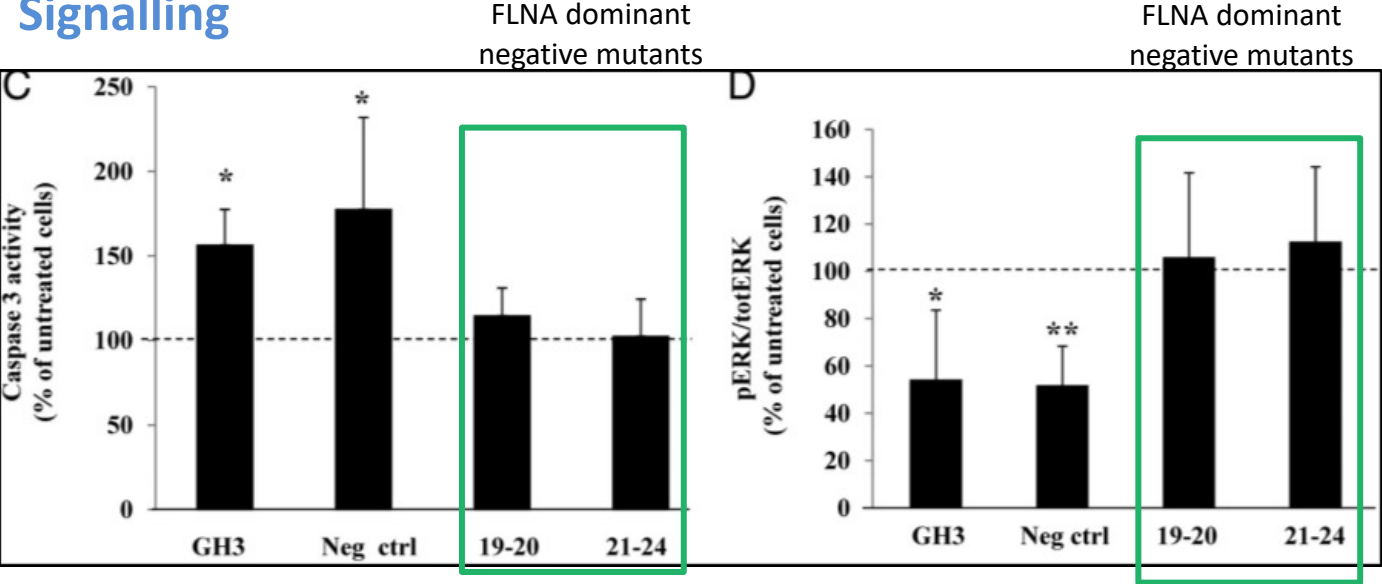 Signalling
FLNA dominant
negative mutants
FLNA dominant
negative mutants
C
Caspase 3 activity
(% of untreated cells)
250
200
150
100
50
0
*
*
GH3 Neg ctrl 19-20 21-24
D
pERK/totERK
(% of untreated cells)
160
140
120
100
80
60
40
20
0
*
**
GH3 Neg ctrl 19-20 21-24